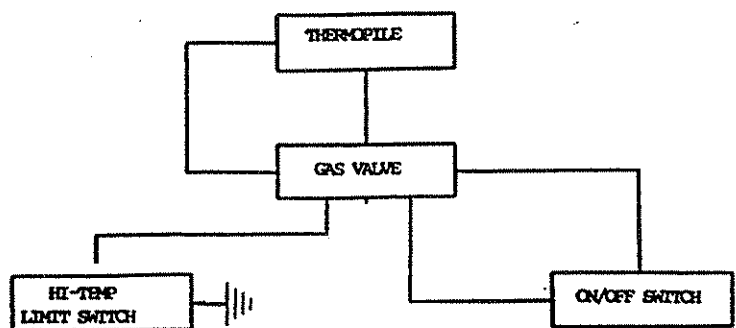 THERMOPILE
GAS VALVE
HI-TEMP
LIMIT SWITCH
ON/OFF SWITCH